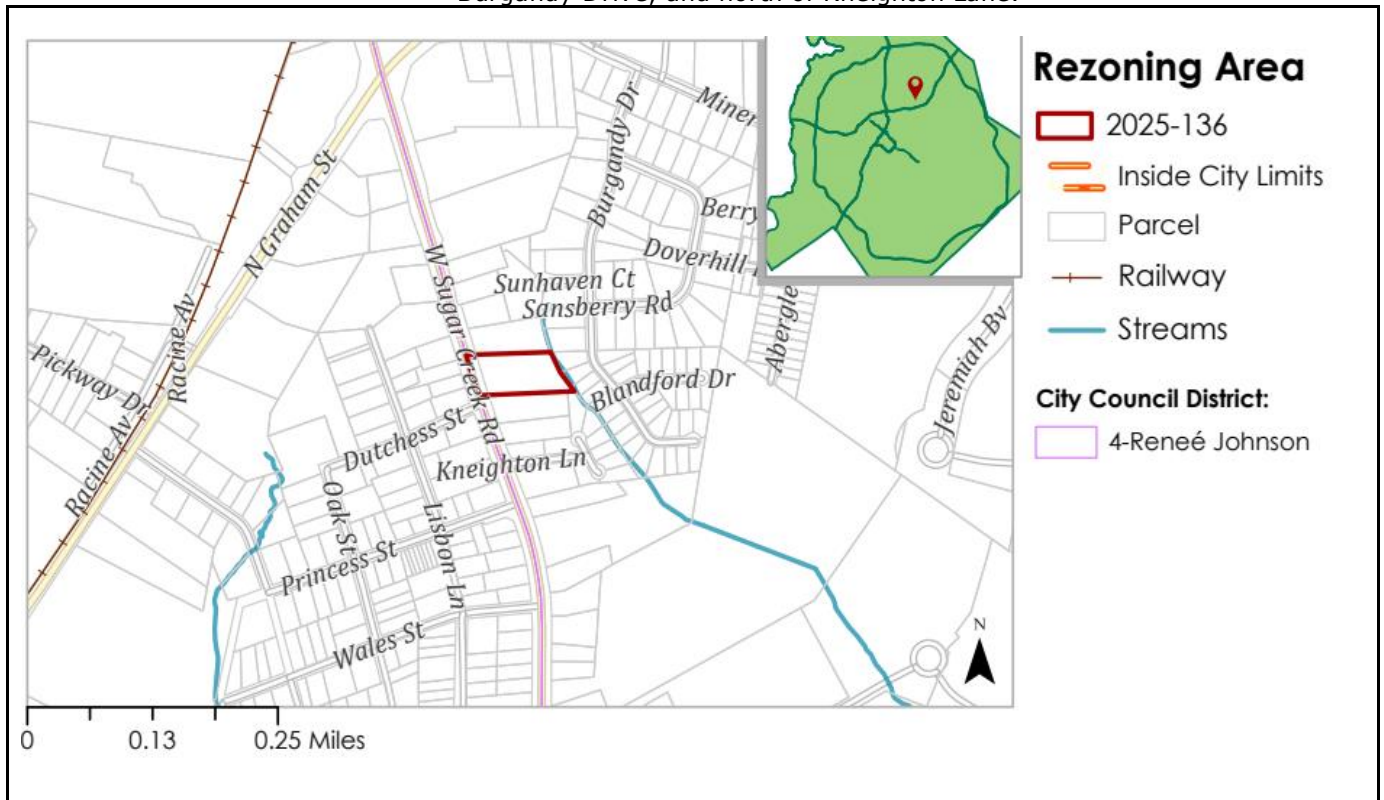 Burgandy Drive, and north of Kneighton Lane.
Rezoning Area
2025-136
Inside City Limits
Parcel
Railway
Streams
City Council District:
4-Reneé Johnson
Miner
Burgandy Dr
Berry
Doverhill
N Graham St
W Sugar Creek Rd
Sunhaven Ct
Sansberry Rd
Abergle
Jeremiah Bv
Racine Av
Pickway Dr
Racine Av
Blandford Dr
Dutchess St
Kneighton Ln
Oak St
Lisbon Ln
Princess St
Wales St
N
0 0.13 0.25 Miles